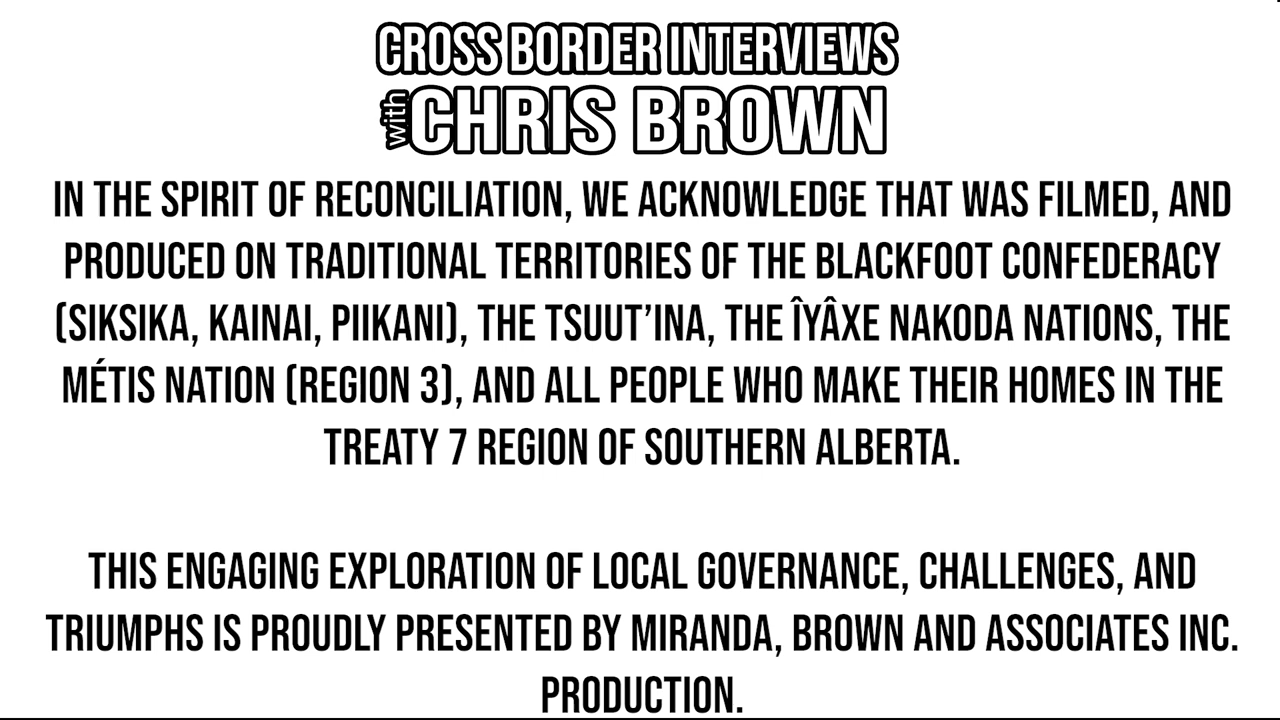 CROSS BORDER INTERVIEWS
with CHRIS BROWN
IN THE SPIRIT OF RECONCILIATION, WE ACKNOWLEDGE THAT WAS FILMED, AND
PRODUCED ON TRADITIONAL TERRITORIES OF THE BLACKFOOT CONFEDERACY
(SIKSIKA, KAINAI, PIIKANI), THE TSUUT’INA, THE ÎYÂXE NAKODA NATIONS, THE
MÉTIS NATION (REGION 3), AND ALL PEOPLE WHO MAKE THEIR HOMES IN THE
TREATY 7 REGION OF SOUTHERN ALBERTA.
THIS ENGAGING EXPLORATION OF LOCAL GOVERNANCE, CHALLENGES, AND
TRIUMPHS IS PROUDLY PRESENTED BY MIRANDA, BROWN AND ASSOCIATES INC.
PRODUCTION.